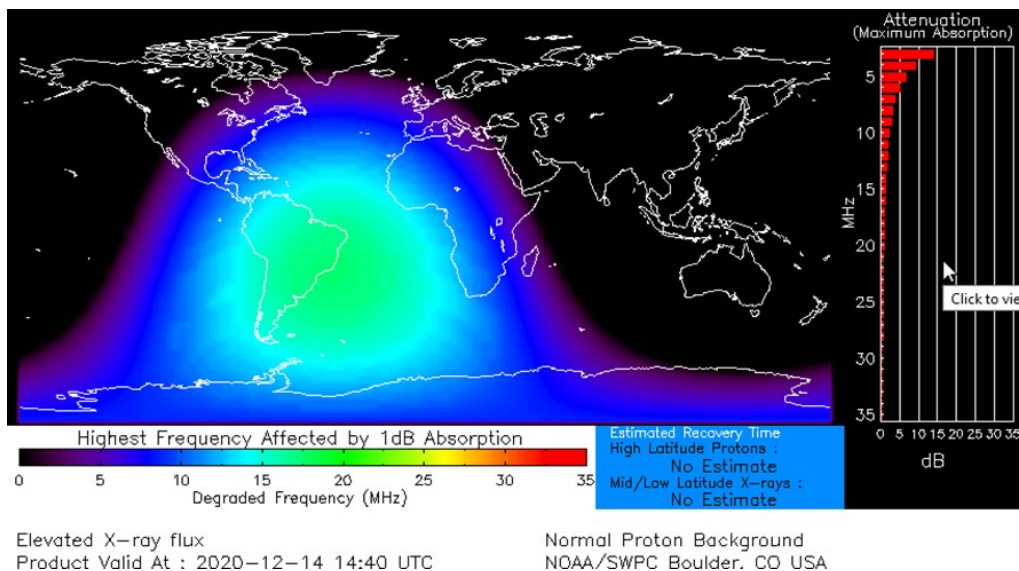 Attenuation
(Maximum Absorption)
5
10
15
20
25
30
35
MHz
0 5 10 15 20 25 30 35
dB
Click to vie
Highest Frequency Affected by 1dB Absorption
0 5 10 15 20 25 30 35
Degraded Frequency (MHz)
Estimated Recovery Time
High Latitude Protons :
No Estimate
Mid/Low Latitude X-rays :
No Estimate
Elevated X-ray flux
Product Valid At : 2020-12-14 14:40 UTC
Normal Proton Background
NOAA/SWPC Boulder, CO USA